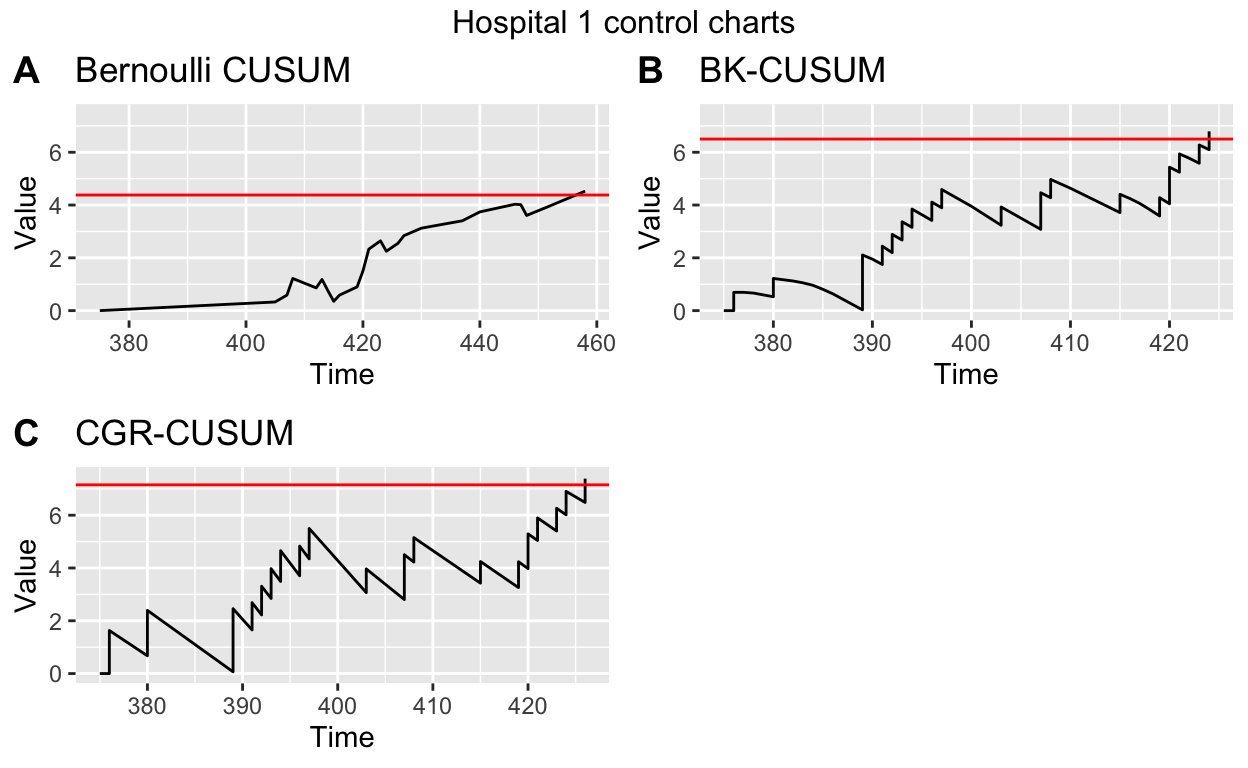 Hospital 1 control charts
A Bernoulli CUSUM
Value
6
4
2
0
380 400 420 440 460
Time
B BK-CUSUM
Value
6
4
2
0
380 390 400 410 420
Time
C CGR-CUSUM
Value
6
4
2
0
380 390 400 410 420
Time